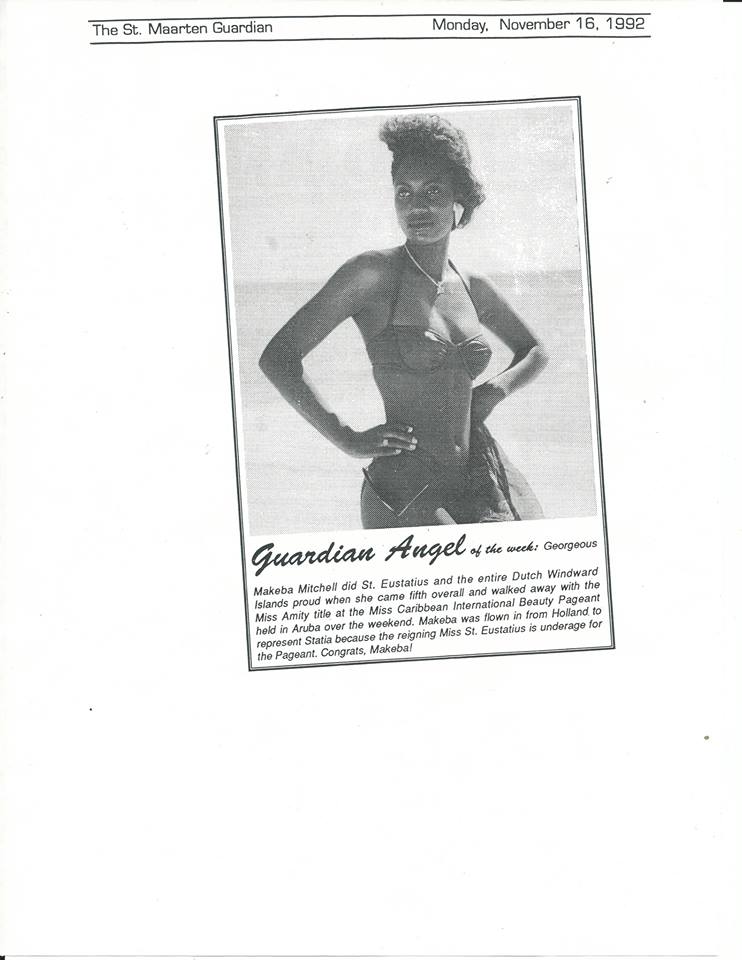 The St. Maarten Guardian Monday, November 16, 1992
Guardian Angel of the week: Georgeous
Makeba Mitchell did St. Eustatius and the entire Dutch Windward
Islands proud when she came fifth overall and walked away with the
Miss Amity title at the Miss Caribbean International Beauty Pageant
held in Aruba over the weekend. Makeba was flown in from Holland to
represent Statia because the reigning Miss St. Eustatius is underage for
the Pageant. Congrats, Makeba!